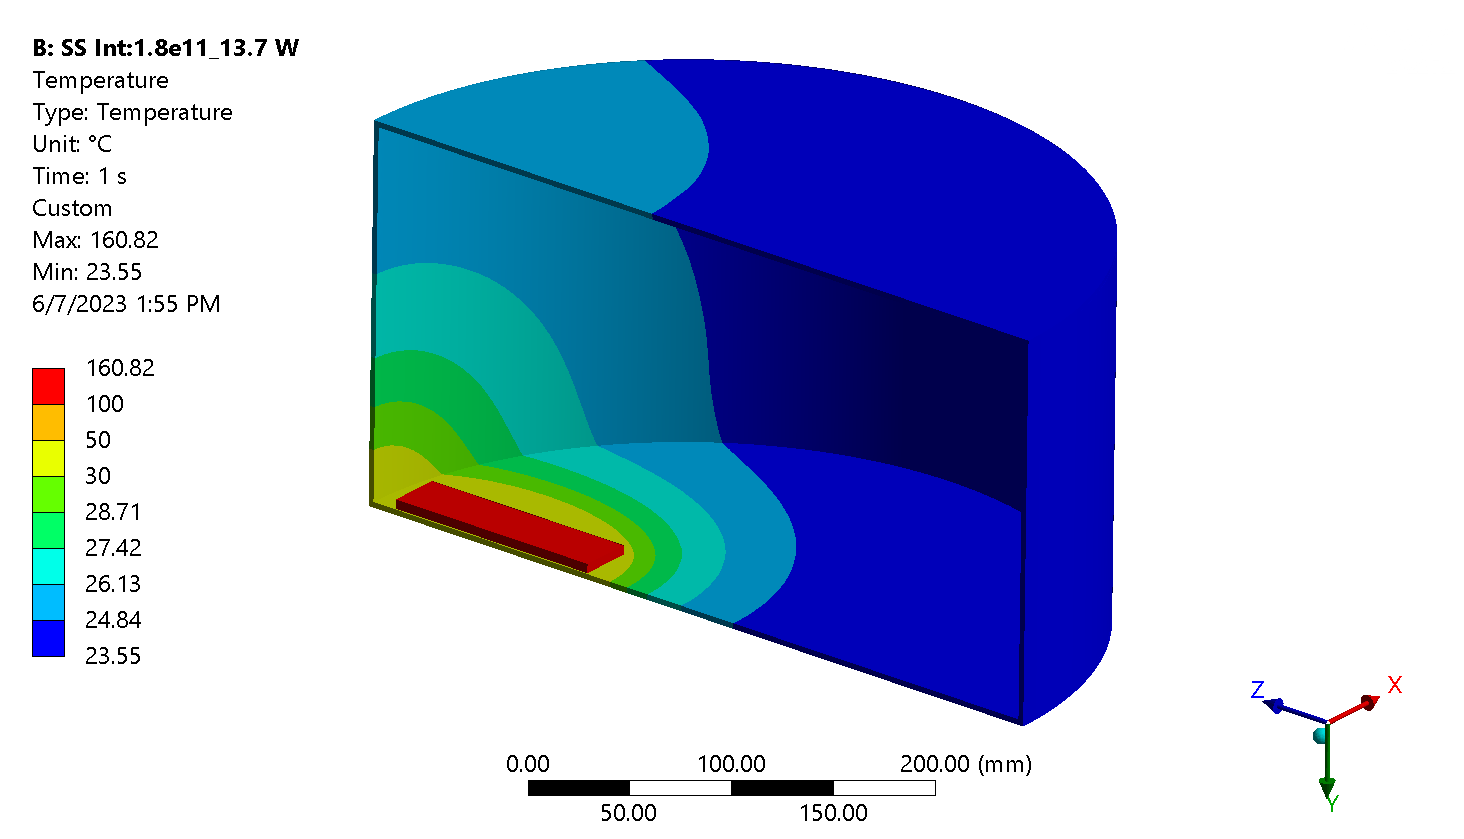 B: SS Int:1.8e11_13.7 W
Temperature
Type: Temperature
Unit: °C
Time: 1 s
Custom
Max: 160.82
Min: 23.55
6/7/2023 1:55 PM
160.82
100
50
30
28.71
27.42
26.13
24.84
23.55
0.00 100.00 200.00 (mm)
50.00 150.00
Z X
Y